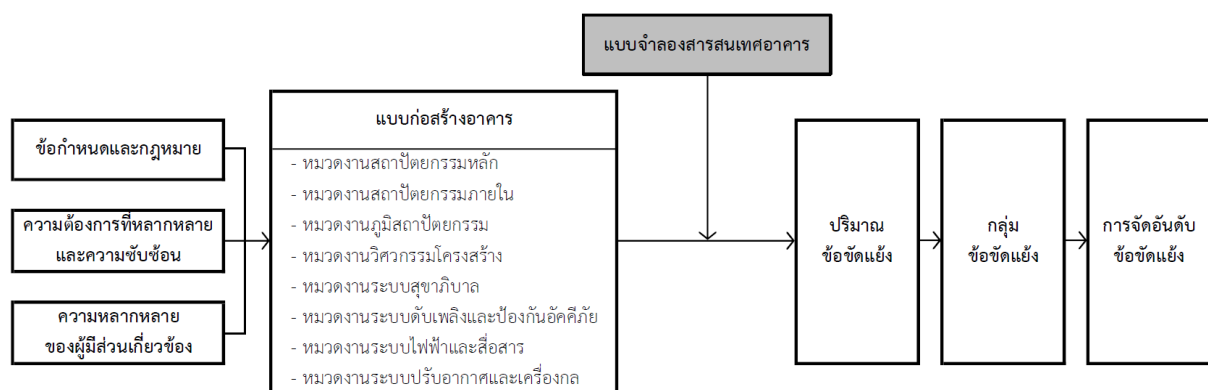 แบบจำลองสารสนเทศอาคาร
ข้อกำหนดและกฎหมาย
ความต้องการที่หลากหลาย
และความซับซ้อน
ความหลากหลาย
ของผู้มีส่วนเกี่ยวข้อง
แบบก่อสร้างอาคาร
- หมวดงานสถาปัตยกรรมหลัก
- หมวดงานสถาปัตยกรรมภายใน
- หมวดงานภูมิสถาปัตยกรรม
- หมวดงานวิศวกรรมโครงสร้าง
- หมวดงานระบบสุขาภิบาล
- หมวดงานระบบดับเพลิงและป้องกันอัคคีภัย
- หมวดงานระบบไฟฟ้าและสื่อสาร
- หมวดงานระบบปรับอากาศและเครื่องกล
ปริมาณ
ข้อขัดแย้ง
กลุ่ม
ข้อขัดแย้ง
การจัดอันดับ
ข้อขัดแย้ง